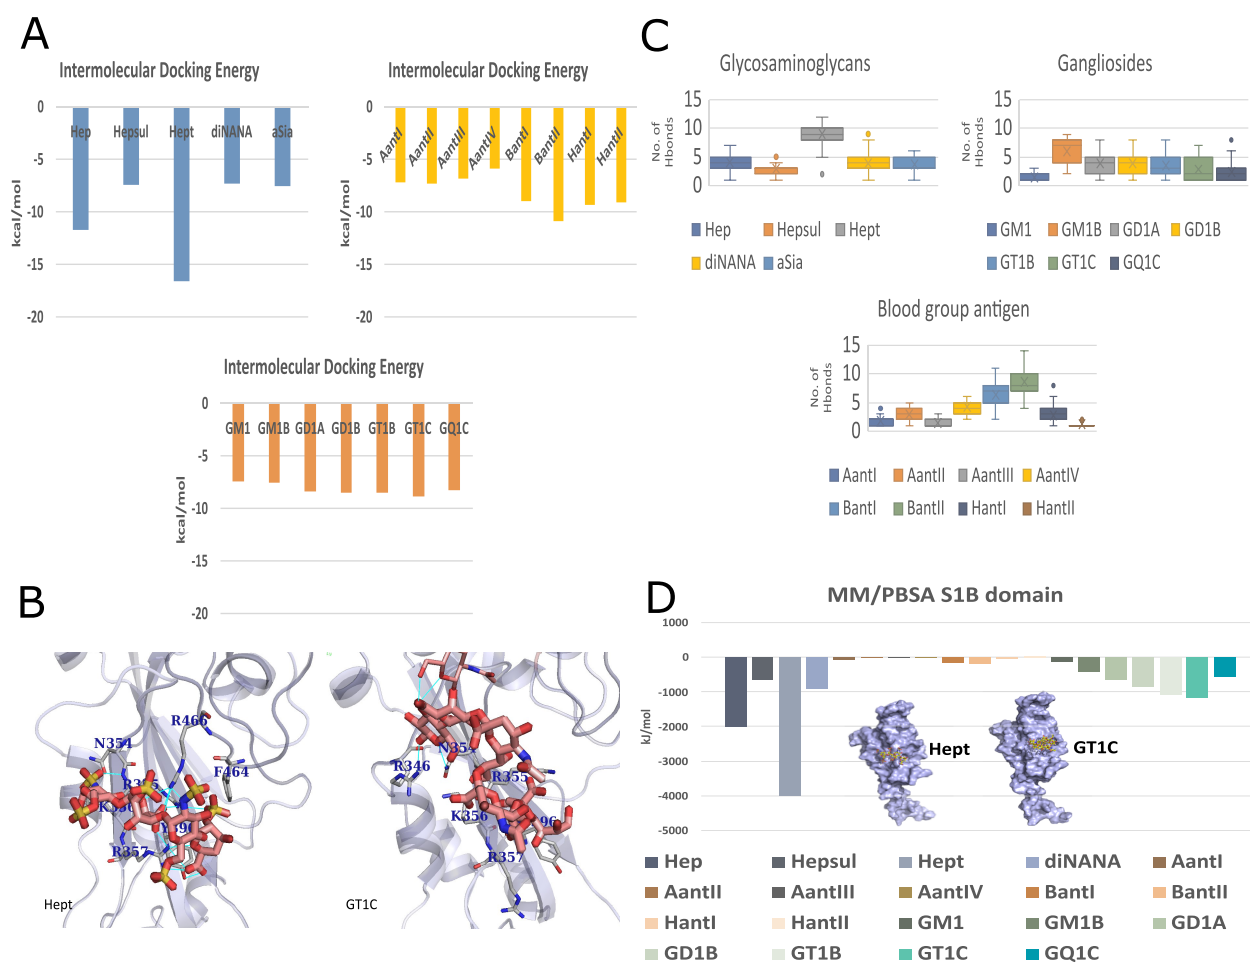 A
Intermolecular Docking Energy
0
-5
-10
-15
-20
kcal/mol
Hep Hepsul Hept diNANA aSia
Intermolecular Docking Energy
0
-5
-10
-15
-20
kcal/mol
AantI AantII AantIII AantIV BantI BantII HantI HantII
Intermolecular Docking Energy
0
-5
-10
-15
-20
kcal/mol
GM1 GM1B GD1A GD1B GT1B GT1C GQ1C
B
R466
N354
F464
R357
Hept
N354
R346
R355
K356
R357
GT1C
C
Glycosaminoglycans
15
10
5
0
No. of
Hbonds
Hep Hepsul Hept
diNANA aSia
Gangliosides
15
10
5
0
No. of
Hbonds
GM1 GM1B GD1A GD1B
GT1B GT1C GQ1C
Blood group antigen
15
10
5
0
No. of
Hbonds
AantI AantII AantIII AantIV
BantI BantII HantI HantII
D
MM/PBSA S1B domain
1000
0
-1000
-2000
-3000
-4000
-5000
kJ/mol
Hept
GT1C
Hep Hepsul Hept diNANA AantI
AantII AantIII AantIV BantI BantII
HantI HantII GM1 GM1B GD1A
GD1B GT1B GT1C GQ1C